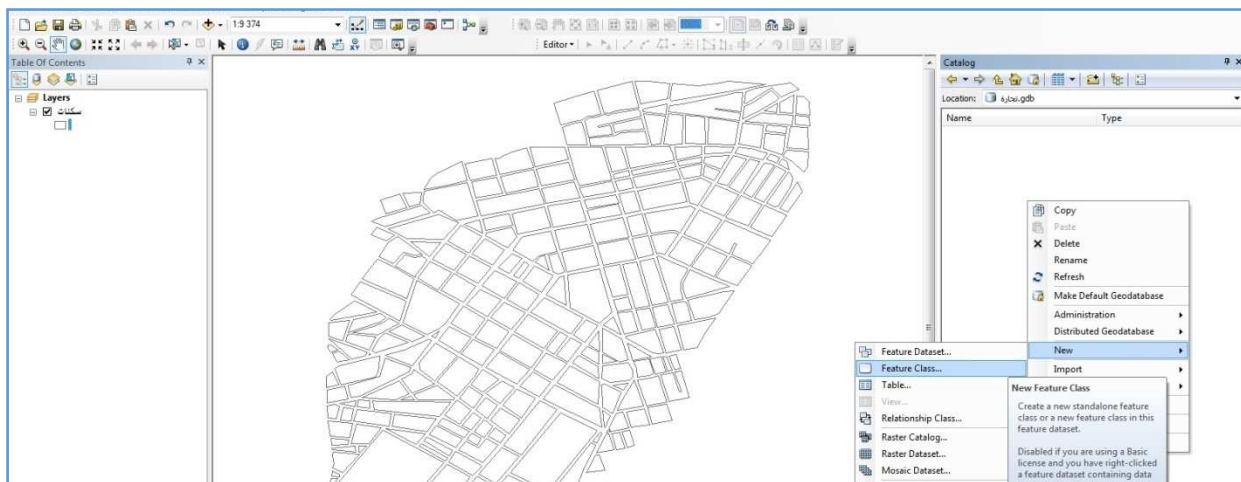 1:9 374
Editor
Table Of Contents
Layers
سكنات
Catalog
Location: تجارة.gdb
Name Type
Copy
Paste
Delete
Rename
Refresh
Make Default Geodatabase
Administration
Distributed Geodatabase
New
Import
Feature Dataset...
Feature Class...
Table...
View...
Relationship Class...
Raster Catalog...
Raster Dataset...
Mosaic Dataset...
New Feature Class
Create a new standalone feature
class or a new feature class in this
feature dataset.
Disabled if you are using a Basic
license and you have right-clicked
a feature dataset containing data